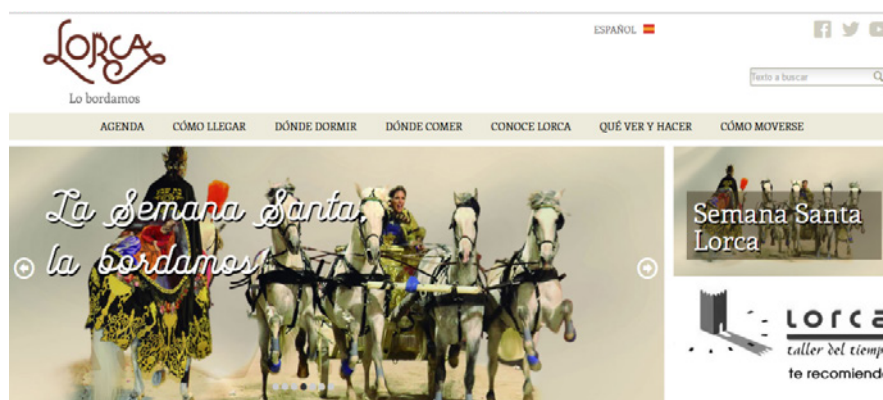 LORCA
Lo bordamos
ESPAÑOL
Texto a buscar
AGENDA CÓMO LLEGAR DÓNDE DORMIR DÓNDE COMER CONOCE LORCA QUÉ VER Y HACER CÓMO MOVERSE
La Semana Santa,
la bordamos
Semana Santa
Lorca
Lorca
taller del tiemp
te recomiend